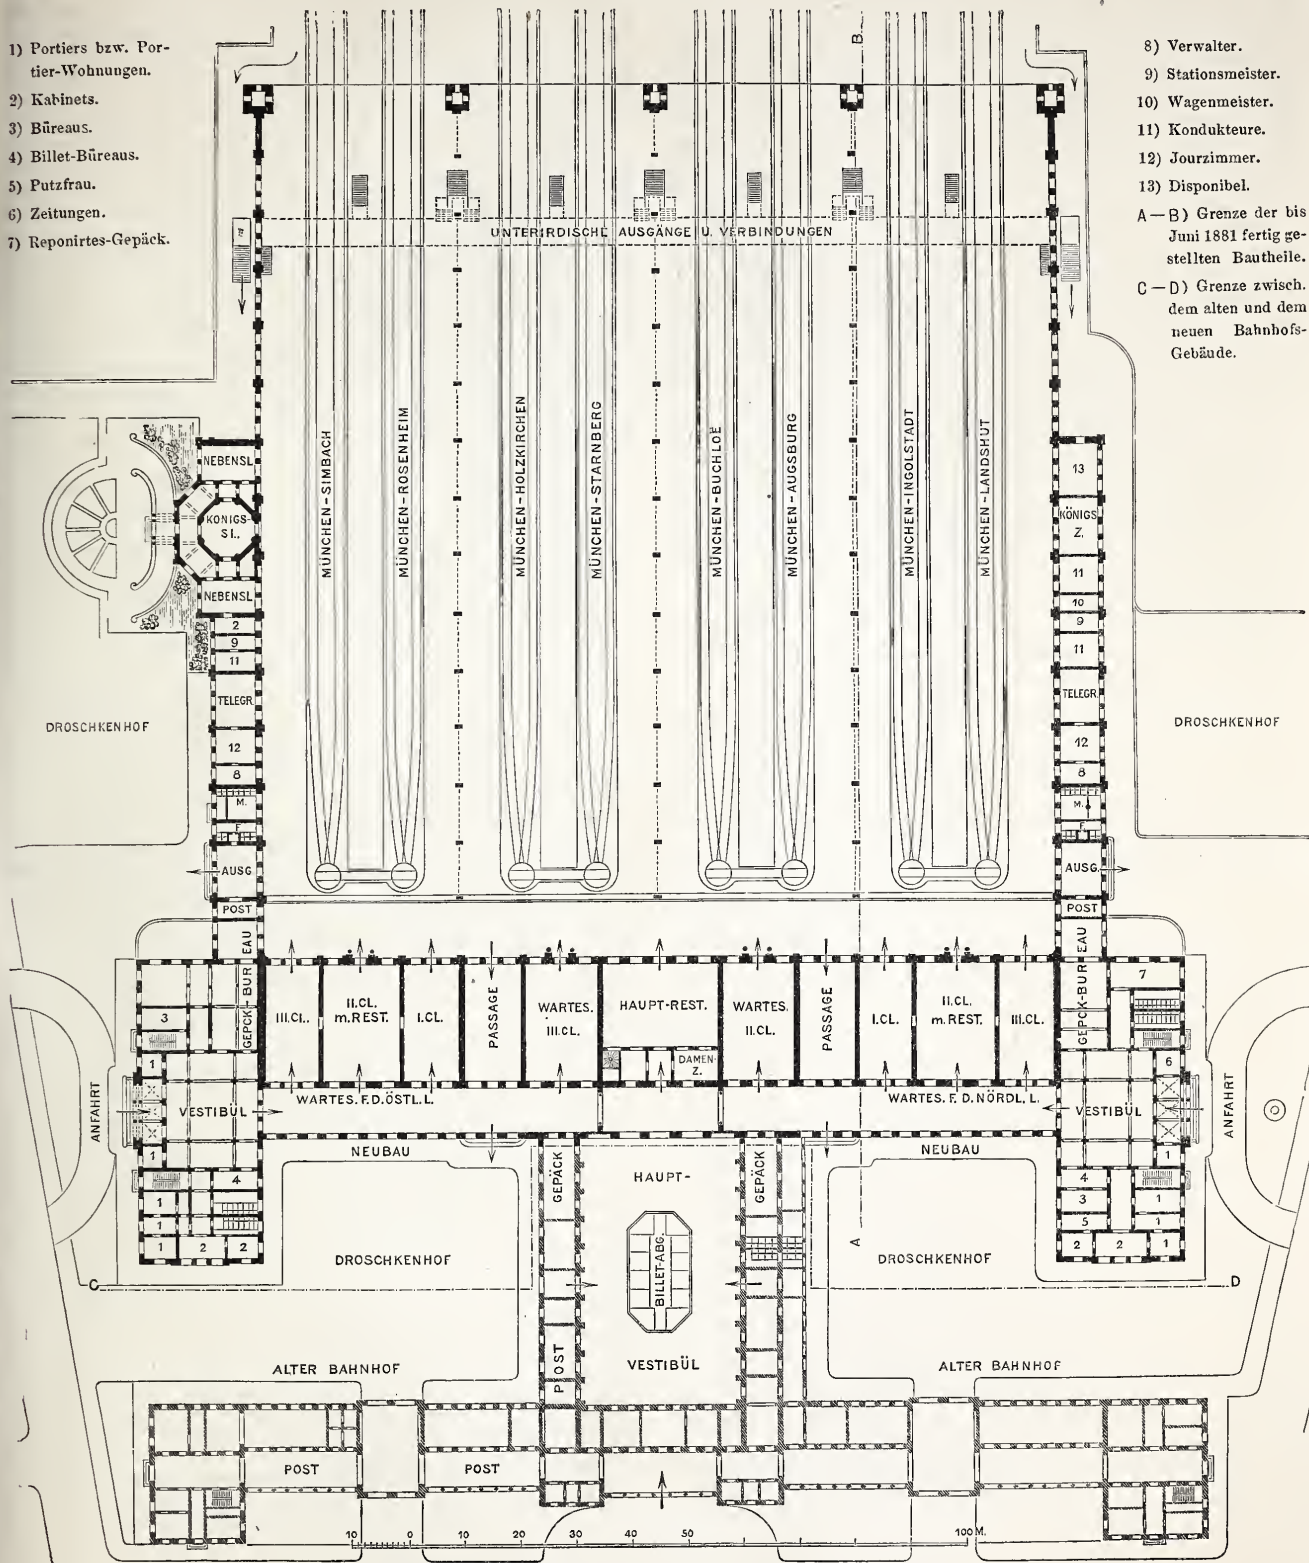 1) Portiers bzw. Por-
tier-Wohnungen.
2) Kabinets.
3) Büreaus.
4) Billet-Büreaus.
5) Putzfrau.
6) Zeitungen.
7) Reponirtes-Gepäck.
8) Verwalter.
9) Stationsmeister.
10) Wagenmeister.
11) Kondukteure.
12) Jourzimmer.
13) Disponibel.
A—B) Grenze der bis
Juni 1881 fertig ge-
stellten Bautheile.
C—D) Grenze zwisch.
dem alten und dem
neuen Bahnhofs-
Gebäude.
B
UNTERIRDISCHE AUSGÄNGE U. VERBINDUNGEN
MÜNCHEN-SIMBACH
MÜNCHEN-ROSENHEIM
MÜNCHEN-HOLZKIRCHEN
MÜNCHEN-STARNBERG
MÜNCHEN-BUCHLOE
MÜNCHEN-AUGSBURG
MÜNCHEN-INGOLSTADT
MÜNCHEN-LANDSHUT
NEBENSL.
KÖNIGS-
SL.
NEBENSL.
2
9
11
TELEGR.
12
8
M.
F.
AUSG.
POST
GEPCK-BUREAU
DROSCHKENHOF
13
KÖNIGS
Z.
11
10
9
11
TELEGR.
12
8
M.
F.
AUSG.
POST
GEPCK-BUREAU
DROSCHKENHOF
III.CL.
II.CL.
m.REST.
I.CL.
PASSAGE
WARTES.
III.CL.
HAUPT-REST.
DAMEN-
Z.
WARTES.
II.CL.
PASSAGE
I.CL.
II.CL.
m.REST.
III.CL.
3
1
ANFAHRT
VESTIBÜL
1
WARTES.F.D.ÖSTL.L.
WARTES. F. D. NÖRDL. L.
7
6
VESTIBÜL
1
ANFAHRT
NEUBAU
NEUBAU
4
1
1
1
2
2
4
3
5
2
2
1
1
1
GEPÄCK
HAUPT-
GEPÄCK
DROSCHKENHOF
BILLET-ABG.
A
DROSCHKENHOF
C
D
POST
VESTIBÜL
ALTER BAHNHOF
ALTER BAHNHOF
POST
POST
10 0 10 20 30 40 50 100 M.